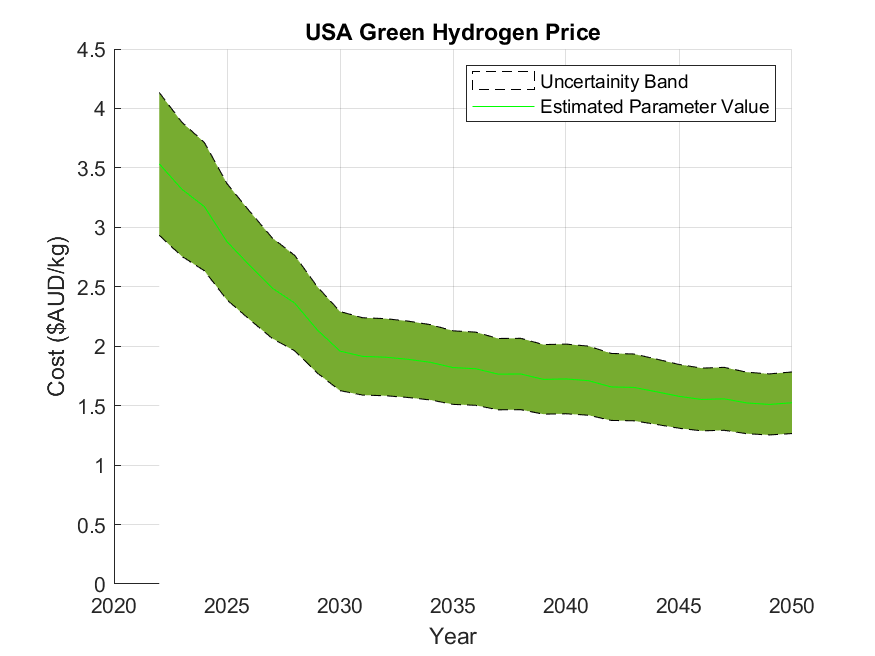 USA Green Hydrogen Price
Uncertainity Band
Estimated Parameter Value
Cost ($AUD/kg)
4.5
4
3.5
3
2.5
2
1.5
1
0.5
0
2020 2025 2030 2035 2040 2045 2050
Year